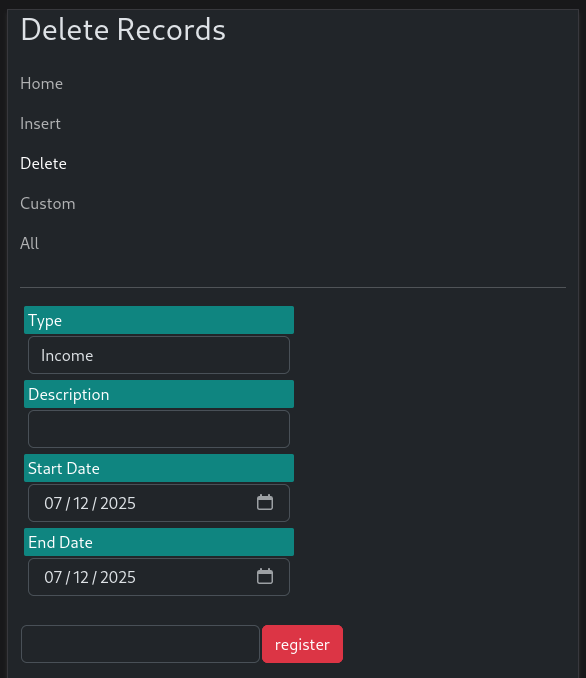 Delete Records
Home
Insert
Delete
Custom
All
Type
Income
Description
Start Date
07/12/2025
End Date
07/12/2025
register